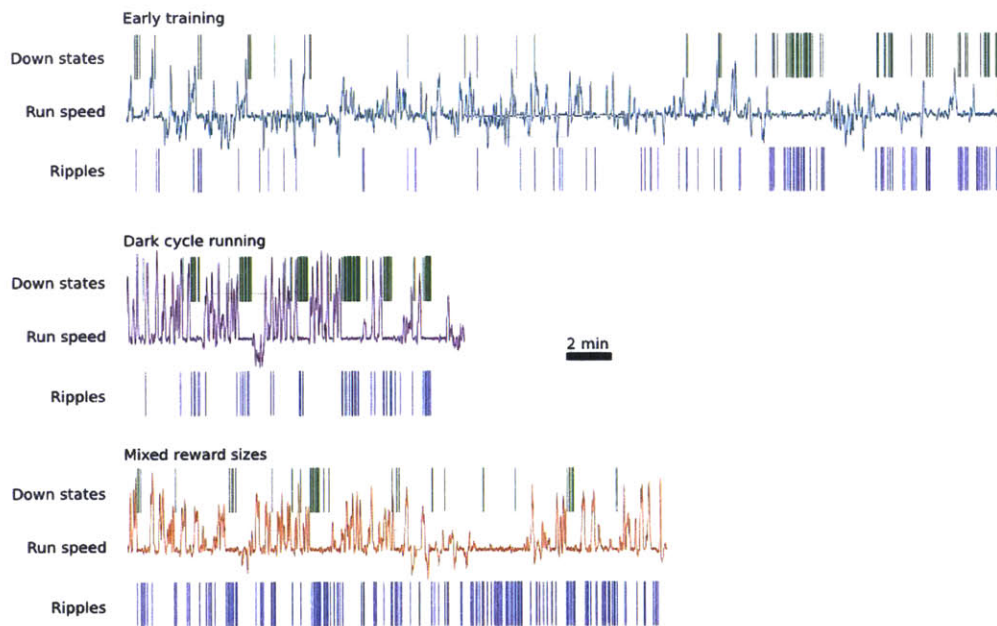 Early training
Down states
Run speed
Ripples
Dark cycle running
Down states
Run speed
2 min
Ripples
Mixed reward sizes
Down states
Run speed
Ripples